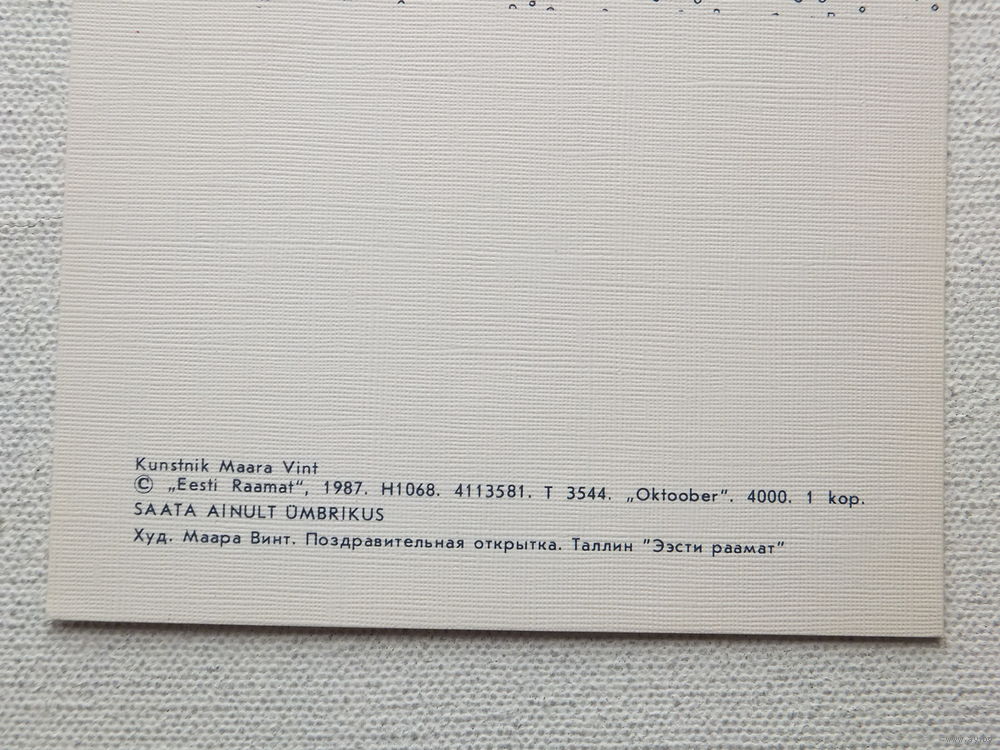 Kunstnik Maara Vint
© „Eesti Raamat“, 1987. H1068. 4113581. T 3544. „Oktoober“. 4000. 1 kop.
SAATA AINULT ÜMBRIKUS
Худ. Маара Винт. Поздравительная открытка. Таллин "Ээсти раамат"